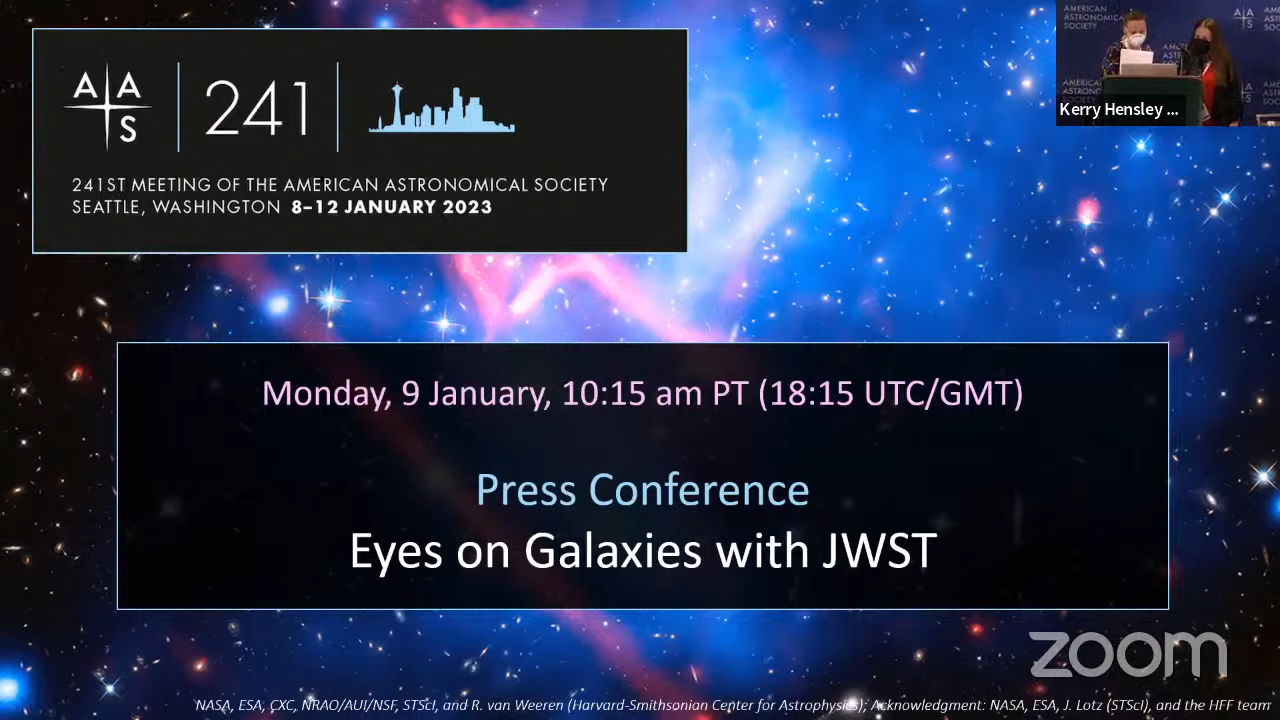 A A
S
241
241ST MEETING OF THE AMERICAN ASTRONOMICAL SOCIETY
SEATTLE, WASHINGTON 8–12 JANUARY 2023
AMERICAN
ASTRONOMICA
SOCIETY
Kerry Hensley ...
Monday, 9 January, 10:15 am PT (18:15 UTC/GMT)
Press Conference
Eyes on Galaxies with JWST
zoom
NASA, ESA, CXC, NRAO/AUI/NSF, STScI, and R. van Weeren (Harvard-Smithsonian Center for Astrophysics); Acknowledgment: NASA, ESA, J. Lotz (STScI), and the HFF team